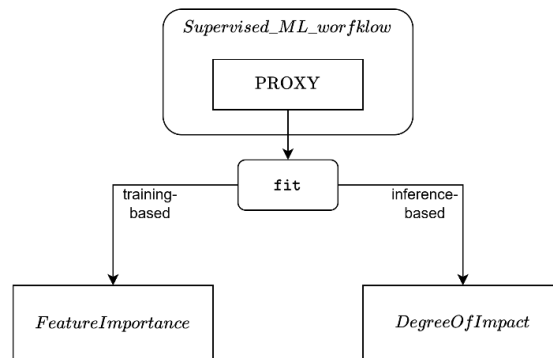 Supervised_ML_worfklow
PROXY
fit
training-
based
inference-
based
FeatureImportance
DegreeOfImpact